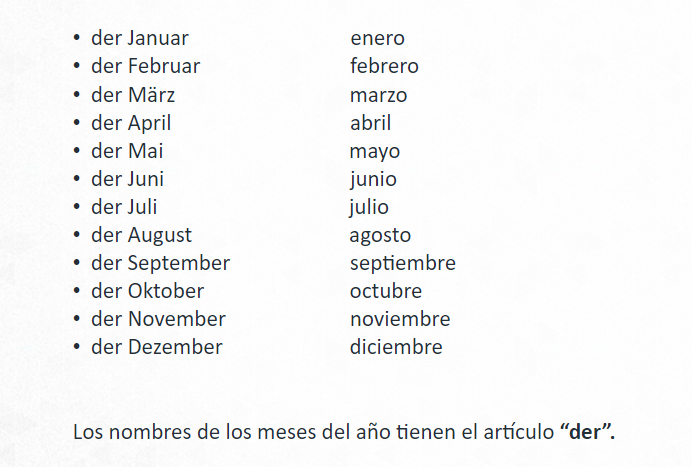 • der Januar enero
• der Februar febrero
• der März marzo
• der April abril
• der Mai mayo
• der Juni junio
• der Juli julio
• der August agosto
• der September septiembre
• der Oktober octubre
• der November noviembre
• der Dezember diciembre
Los nombres de los meses del año tienen el artículo “der”.